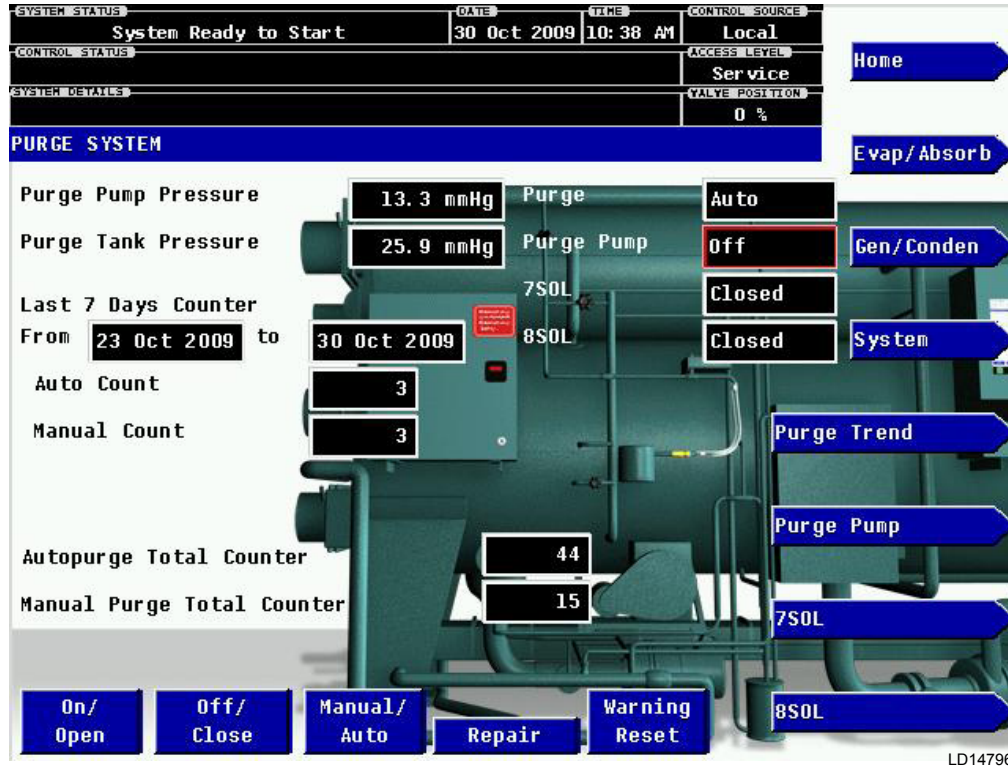 SYSTEM STATUS
System Ready to Start
DATE
30 Oct 2009
TIME
10:38 AM
CONTROL SOURCE
Local
CONTROL STATUS
ACCESS LEVEL
Service
SYSTEM DETAILS
VALVE POSITION
0 %
PURGE SYSTEM
Home
Evap/Absorb
Gen/Conden
System
Purge Trend
Purge Pump
7SOL
8SOL
Purge Pump Pressure
13.3 mmHg
Purge
Auto
Purge Tank Pressure
25.9 mmHg
Purge Pump
Off
7SOL
Closed
Last 7 Days Counter
From 23 Oct 2009 to 30 Oct 2009
8SOL
Closed
Auto Count
3
Manual Count
3
Autopurge Total Counter
44
Manual Purge Total Counter
15
On/
Open
Off/
Close
Manual/
Auto
Repair
Warning
Reset
LD14796